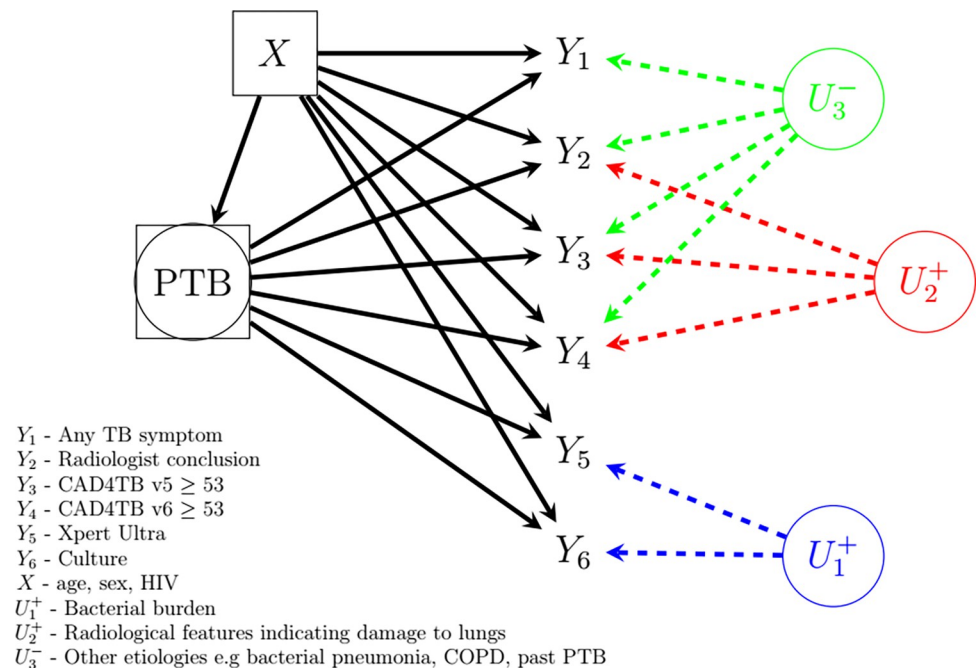 X
Y₁
U₃⁻
Y₂
Y₃
PTB
U₂⁺
Y₄
Y₅
Y₆
U₁⁺
Y₁ - Any TB symptom
Y₂ - Radiologist conclusion
Y₃ - CAD4TB v5 ≥ 53
Y₄ - CAD4TB v6 ≥ 53
Y₅ - Xpert Ultra
Y₆ - Culture
X - age, sex, HIV
U₁⁺ - Bacterial burden
U₂⁺ - Radiological features indicating damage to lungs
U₃⁻ - Other etiologies e.g bacterial pneumonia, COPD, past PTB